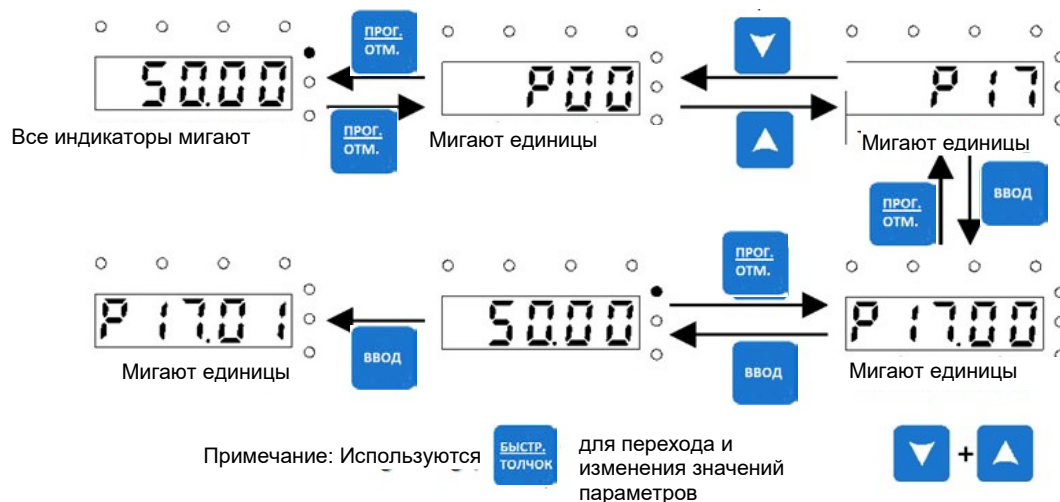 ПРОГ.
ОТМ.
50.00
P00
P17
ПРОГ.
ОТМ.
Все индикаторы мигают
Мигают единицы
Мигают единицы
ПРОГ.
ОТМ.
ВВОД
ПРОГ.
ОТМ.
P17.01
50.00
P17.00
ВВОД
ВВОД
Мигают единицы
Мигают единицы
Примечание: Используются
БЫСТР.
ТОЛЧОК
для перехода и
изменения значений
параметров
+